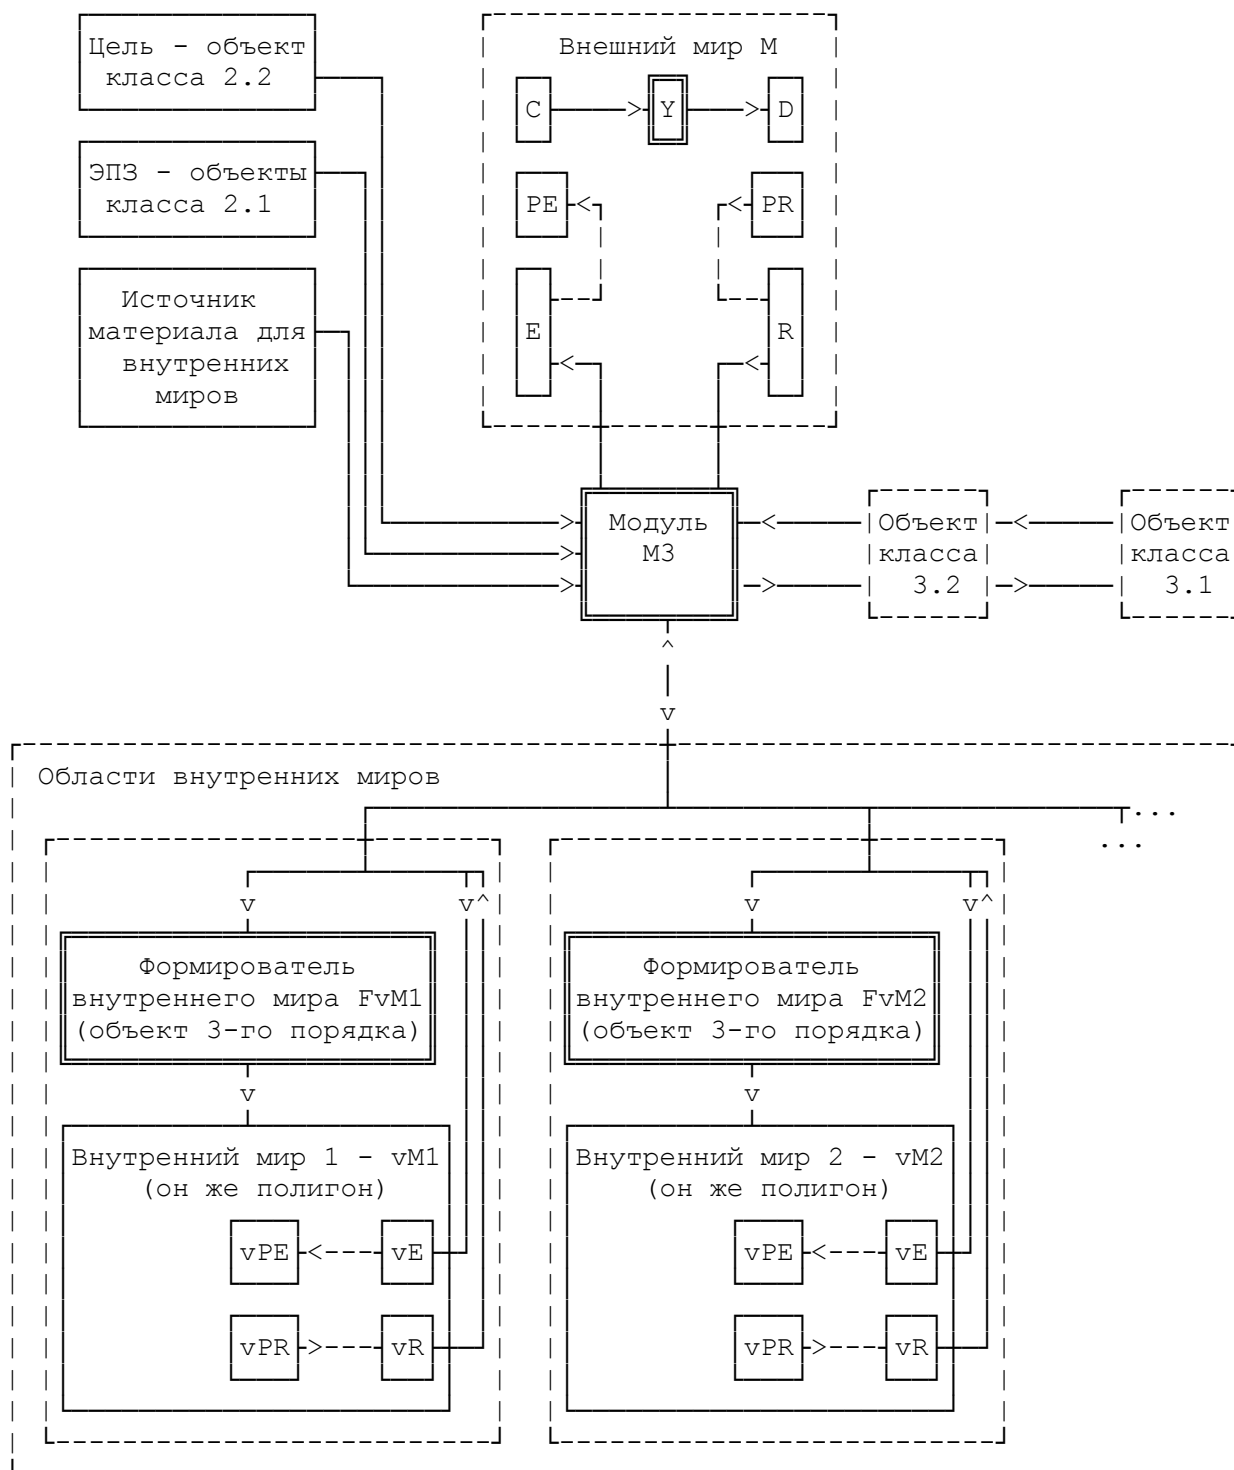 Цель - объект
класса 2.2
ЭПЗ - объекты
класса 2.1
Источник
материала для
внутренних
миров
Внешний мир М
C
Y
D
PE
PR
E
R
Модуль
М3
Объект
класса
3.2
Объект
класса
3.1
Области внутренних миров
...
...
Формирователь
внутреннего мира FvM1
(объект 3-го порядка)
Внутренний мир 1 - vM1
(он же полигон)
vPE
vE
vPR
vR
Формирователь
внутреннего мира FvM2
(объект 3-го порядка)
Внутренний мир 2 - vM2
(он же полигон)
vPE
vE
vPR
vR